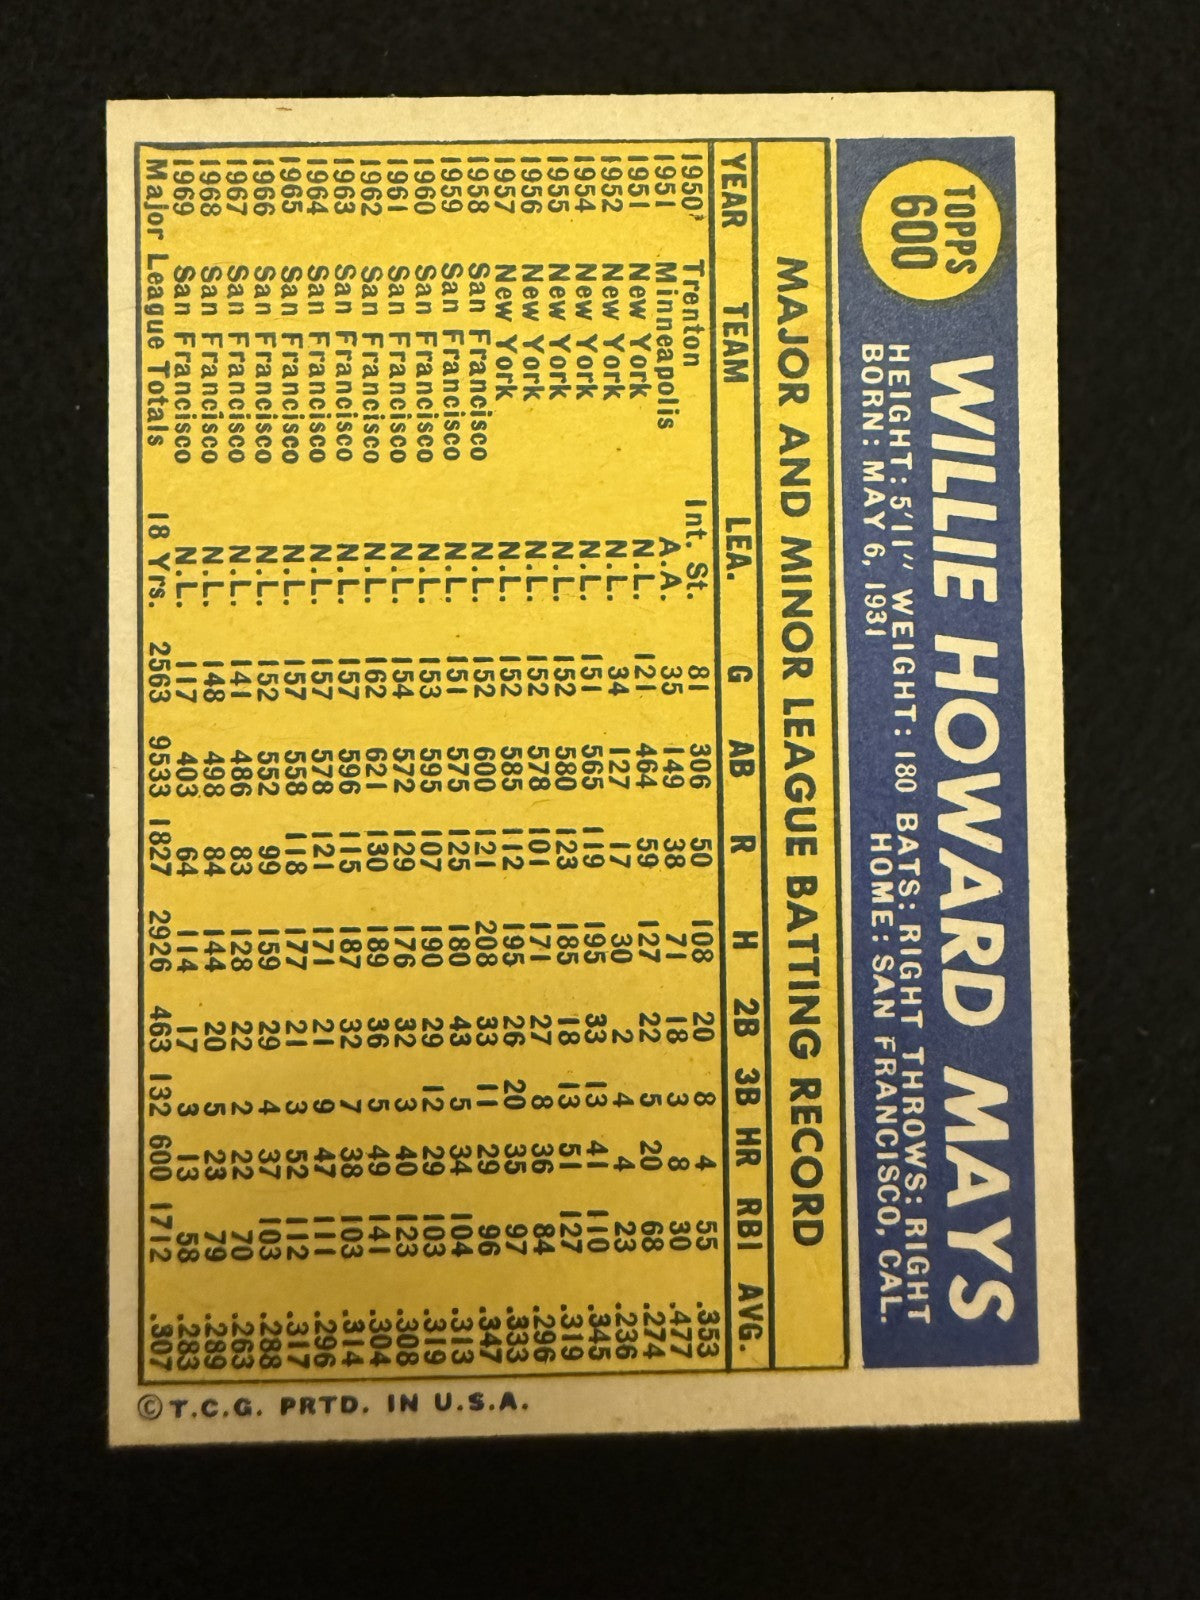 TOPPS
600
WILLIE HOWARD MAYS
HEIGHT: 5'11" WEIGHT: 180 BATS: RIGHT THROWS: RIGHT
BORN: MAY 6, 1931 HOME: SAN FRANCISCO, CAL.
MAJOR AND MINOR LEAGUE BATTING RECORD
YEAR TEAM LEA. G AB R H 2B 3B HR RBI AVG.
1950 Trenton Int. St. 81 306 50 108 20 8 4 55 .353
1951 Minneapolis A.A. 35 149 38 71 18 3 8 30 .477
1951 New York N.L. 121 464 59 127 22 5 20 68 .274
1952 New York N.L. 34 127 17 30 2 4 4 23 .236
1954 New York N.L. 151 565 119 195 33 13 41 110 .345
1955 New York N.L. 152 580 123 185 18 13 51 127 .319
1956 New York N.L. 152 578 101 171 27 8 36 84 .296
1957 New York N.L. 152 585 112 195 26 20 35 97 .333
1958 San Francisco N.L. 152 600 121 208 33 11 29 96 .347
1959 San Francisco N.L. 151 575 125 180 43 5 34 104 .313
1960 San Francisco N.L. 153 595 107 190 29 12 29 103 .319
1961 San Francisco N.L. 154 572 129 176 32 3 40 123 .308
1962 San Francisco N.L. 162 621 130 189 36 5 49 141 .304
1963 San Francisco N.L. 157 596 115 187 32 7 38 103 .314
1964 San Francisco N.L. 157 578 121 171 21 9 47 111 .296
1965 San Francisco N.L. 157 558 118 177 21 3 52 112 .317
1966 San Francisco N.L. 152 552 99 159 29 4 37 103 .288
1967 San Francisco N.L. 141 486 83 128 22 2 22 70 .263
1968 San Francisco N.L. 148 498 84 144 20 5 23 79 .289
1969 San Francisco N.L. 117 403 64 114 17 3 13 58 .283
Major League Totals 18 Yrs. 2563 9533 1827 2926 463 132 600 1712 .307
© T.C.G. PRTD. IN U.S.A.